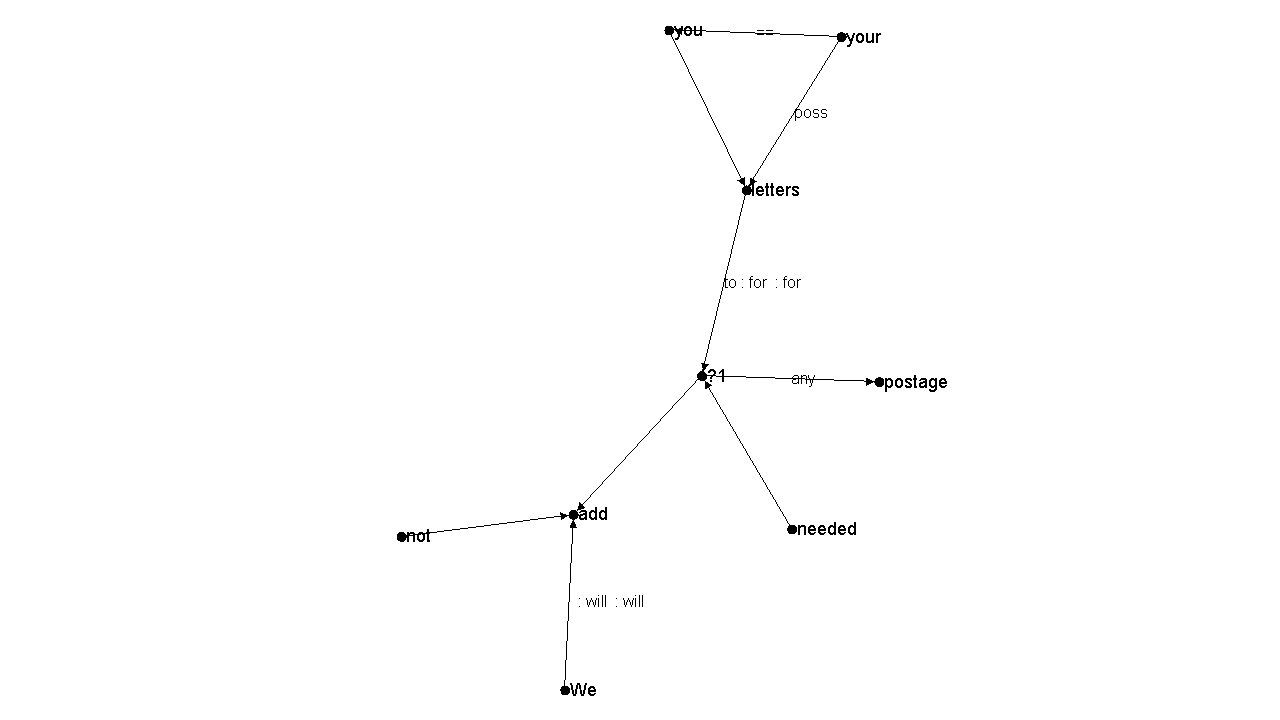 you == your
poss
letters
to : for : for
?1 any postage
add
not needed
: will : will
We